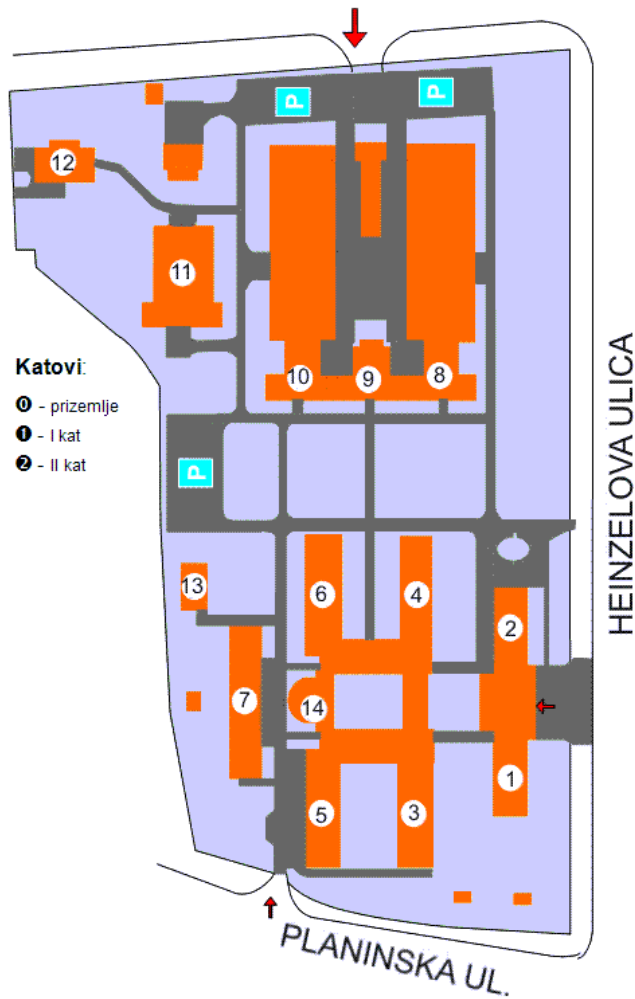 P
P
12
11
10
9
8
Katovi:
0 - prizemlje
1 - I kat
2 - II kat
P
HEINZELOVA ULICA
13
6
4
2
7
14
1
5
3
PLANINSKA UL.